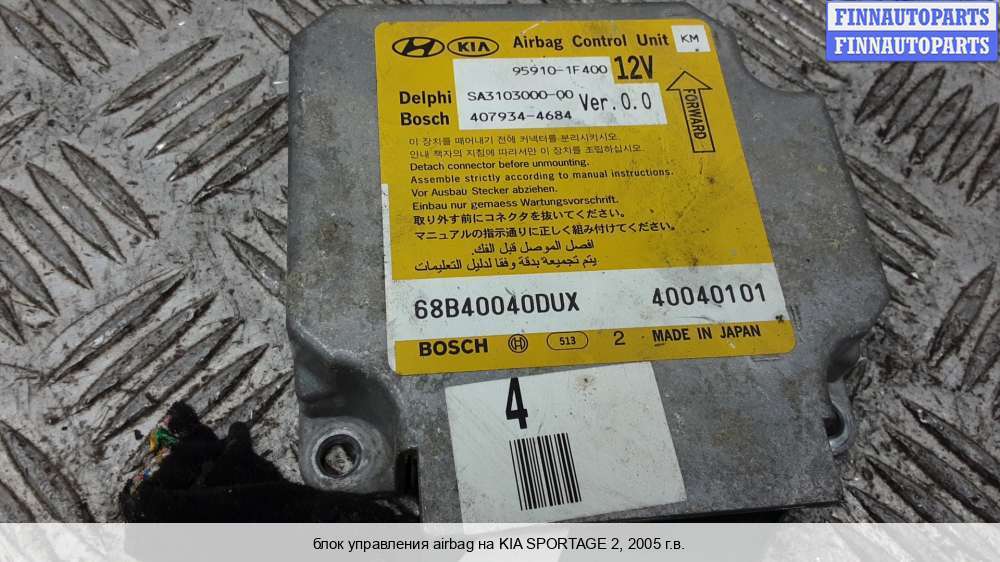 FINNAUTOPARTS
FINNAUTOPARTS
HYUNDAI KIA Airbag Control Unit KM
95910-1F400 12V
Delphi SA3103000-00 Ver.0.0
Bosch 407934-4684
FORWARD
이 장치를 떼어내기 전에 커넥터를 분리시키시오.
안내 책자의 지침에 따라서만 이 장치를 조립하십시오.
Detach connector before unmounting.
Assemble strictly according to manual instructions.
Vor Ausbau Stecker abziehen.
Einbau nur gemaess Wartungsvorschrift.
取り外す前にコネクタを抜いてください。
マニュアルの指示通りに正しく組み付けてください。
افصل الموصل قبل الفك.
يتم تجميعة بدقة وفقا لدليل التعليمات
68B40040DUX 40040101
BOSCH 513 2 MADE IN JAPAN
4
блок управления airbag на KIA SPORTAGE 2, 2005 г.в.